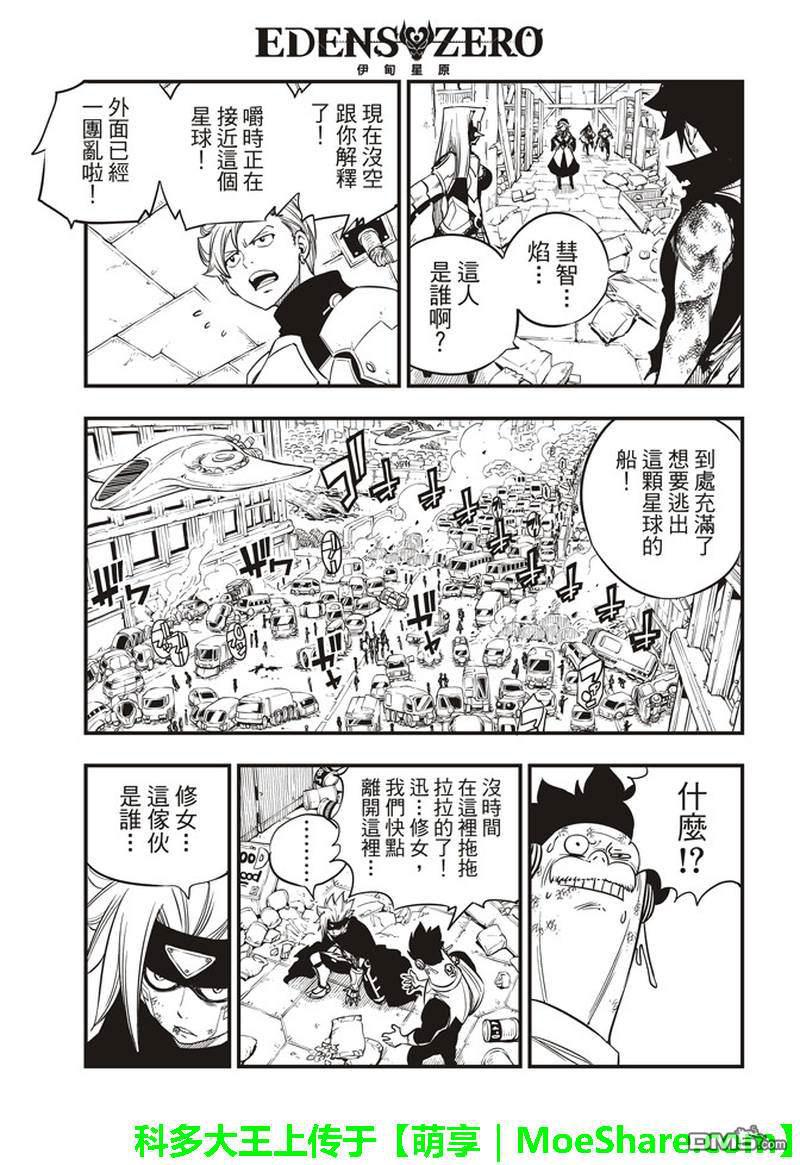 EDENS ZERO
伊甸星原
彗智…
焰…
這人
是誰啊？
現在沒空
跟你解釋
了！
嚼時正在
接近這個
星球！
外面已經
一團亂啦！
到處充滿了
想要逃出
這顆星球的
船！
什麼!?
沒時間
在這裡拖拖
拉拉的了！
迅…修女，
我們快點
離開這裡…
………
修女…
這傢伙
是誰…
科多大王上传于【萌享｜MoeShare